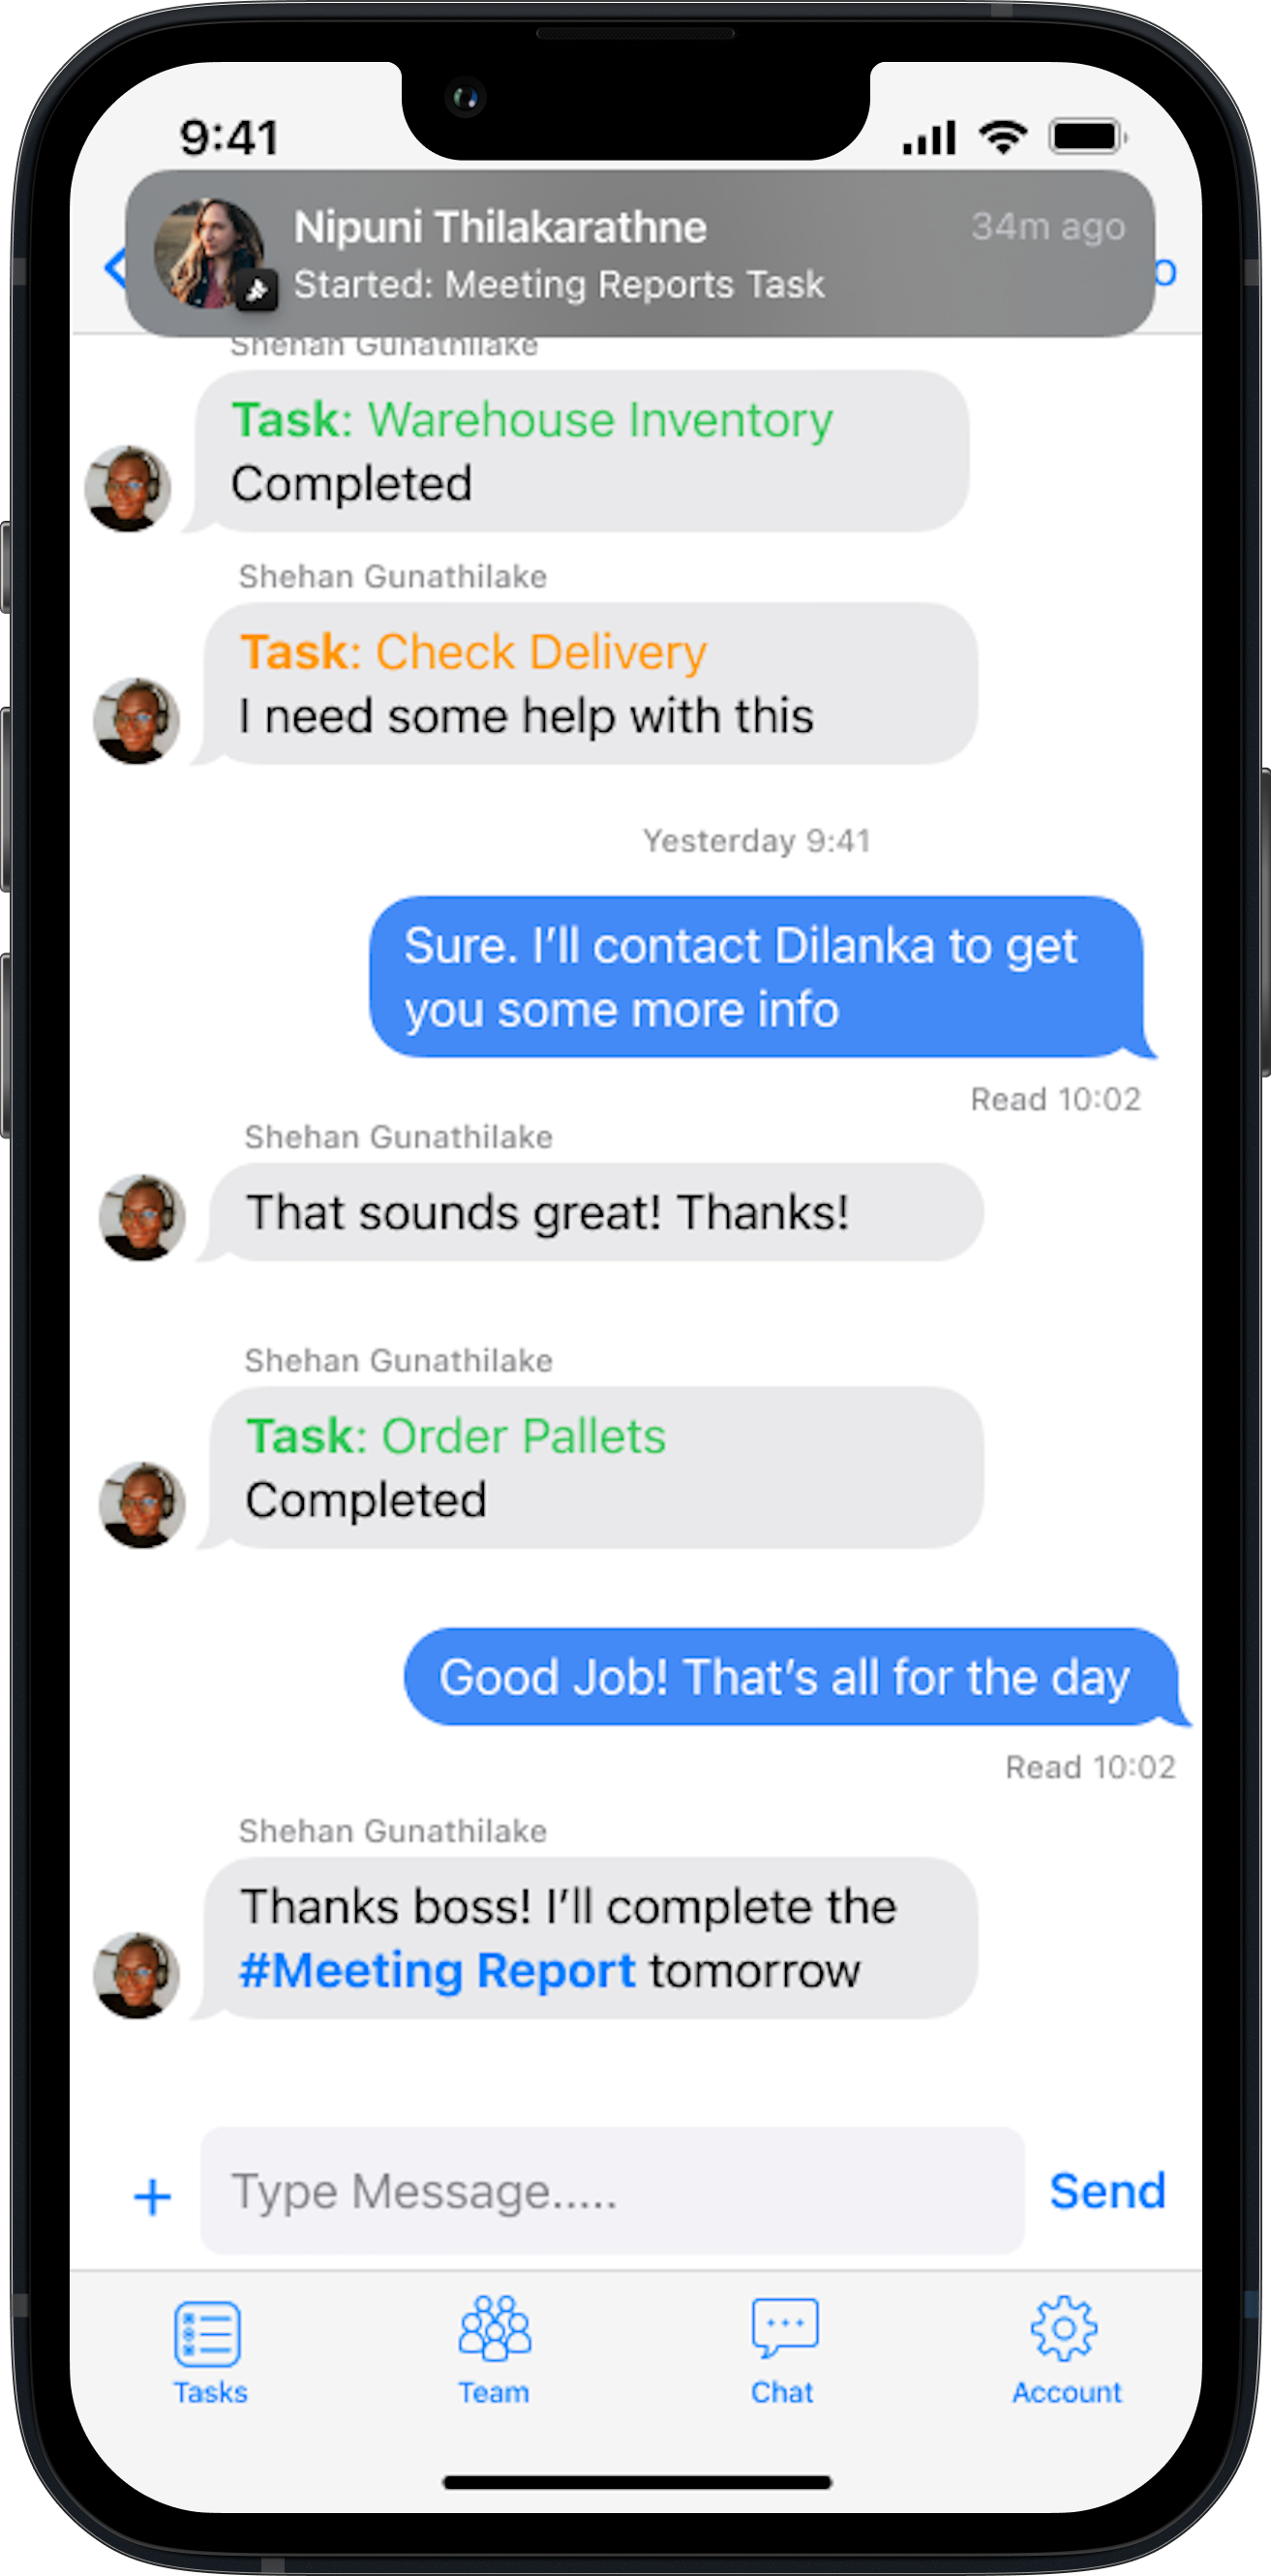 9:41
Nipuni Thilakarathne
34m ago
Started: Meeting Reports Task
Shehan Gunathilake
Task: Warehouse Inventory
Completed
Shehan Gunathilake
Task: Check Delivery
I need some help with this
Yesterday 9:41
Sure. I’ll contact Dilanka to get
you some more info
Read 10:02
Shehan Gunathilake
That sounds great! Thanks!
Shehan Gunathilake
Task: Order Pallets
Completed
Good Job! That’s all for the day
Read 10:02
Shehan Gunathilake
Thanks boss! I’ll complete the
#Meeting Report tomorrow
+ Type Message.....
Send
Tasks
Team
Chat
Account